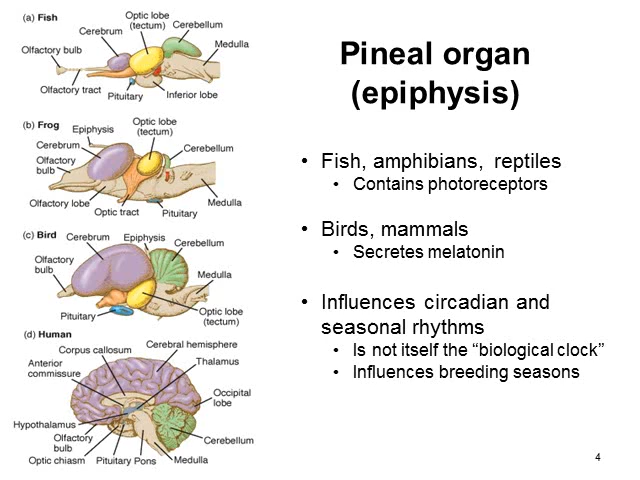 Pineal organ
(epiphysis)
• Fish, amphibians, reptiles
• Contains photoreceptors
• Birds, mammals
• Secretes melatonin
• Influences circadian and
seasonal rhythms
• Is not itself the “biological clock”
• Influences breeding seasons
(a) Fish
Optic lobe
(tectum)
Cerebellum
Cerebrum
Medulla
Olfactory bulb
Olfactory tract
Pituitary
Inferior lobe
(b) Frog
Epiphysis
Optic lobe
(tectum)
Cerebrum
Cerebellum
Olfactory
bulb
Olfactory lobe
Optic tract
Pituitary
Medulla
(c) Bird
Cerebrum
Epiphysis
Cerebellum
Olfactory
bulb
Medulla
Pituitary
Optic lobe
(tectum)
(d) Human
Corpus callosum
Cerebral hemisphere
Anterior
commissure
Thalamus
Occipital
lobe
Hypothalamus
Olfactory
bulb
Optic chiasm
Pituitary
Pons
Medulla
Cerebellum
4